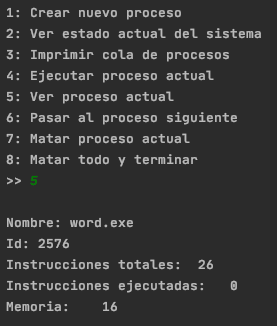 1: Crear nuevo proceso
2: Ver estado actual del sistema
3: Imprimir cola de procesos
4: Ejecutar proceso actual
5: Ver proceso actual
6: Pasar al proceso siguiente
7: Matar proceso actual
8: Matar todo y terminar
>> 5
Nombre: word.exe
Id: 2576
Instrucciones totales:  26
Instrucciones ejecutadas:   0
Memoria:    16